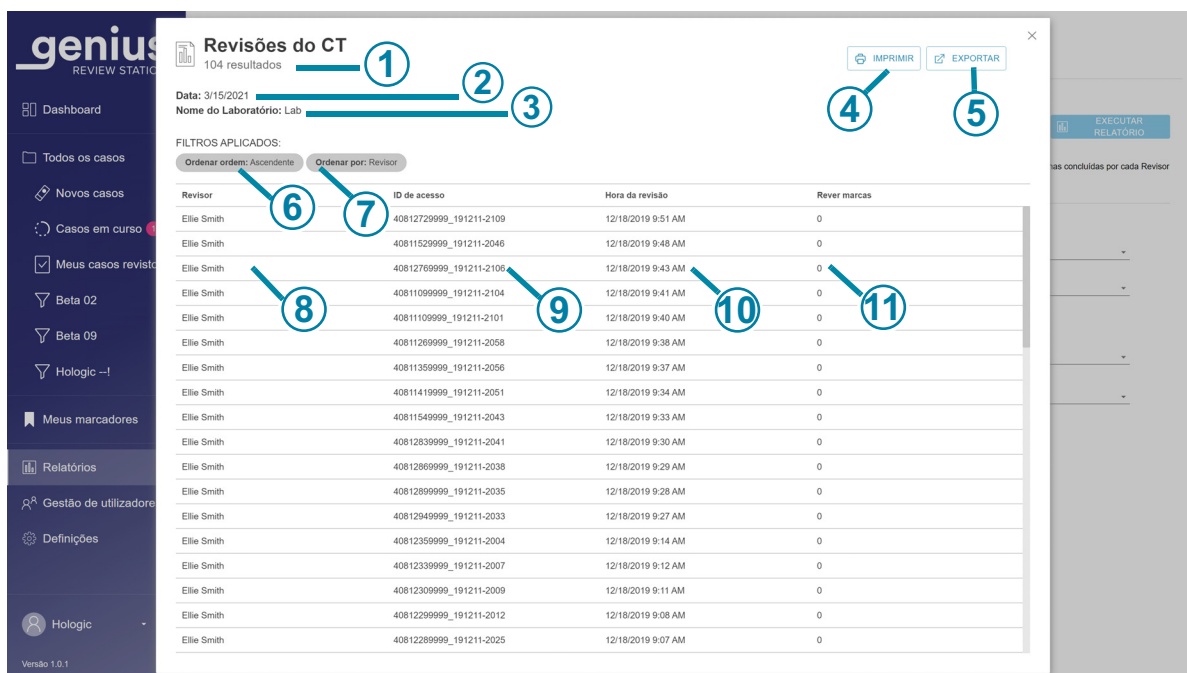 genius
REVIEW STATIC
Dashboard
Todos os casos
Novos casos
Casos em curso 1
Meus casos revisto
Beta 02
Beta 09
Hologic --!
Meus marcadores
Relatórios
Gestão de utilizadore
Definições
Hologic
Versão 1.0.1
Revisões do CT
104 resultados
1
Data: 3/15/2021
2
Nome do Laboratório: Lab
3
IMPRIMIR
EXPORTAR
4
5
FILTROS APLICADOS:
Ordenar ordem: Ascendente
Ordenar por: Revisor
6
7
Revisor ID de acesso Hora da revisão Rever marcas
Ellie Smith 40812729999_191211-2109 12/18/2019 9:51 AM 0
Ellie Smith 40811529999_191211-2046 12/18/2019 9:48 AM 0
Ellie Smith 40812769999_191211-2106 12/18/2019 9:43 AM 0
8
9
10
11
Ellie Smith 40811099999_191211-2104 12/18/2019 9:41 AM 0
Ellie Smith 40811109999_191211-2101 12/18/2019 9:40 AM 0
Ellie Smith 40811269999_191211-2058 12/18/2019 9:38 AM 0
Ellie Smith 40811359999_191211-2056 12/18/2019 9:37 AM 0
Ellie Smith 40811419999_191211-2051 12/18/2019 9:34 AM 0
Ellie Smith 40811549999_191211-2043 12/18/2019 9:33 AM 0
Ellie Smith 40812839999_191211-2041 12/18/2019 9:30 AM 0
Ellie Smith 40812869999_191211-2038 12/18/2019 9:29 AM 0
Ellie Smith 40812899999_191211-2035 12/18/2019 9:28 AM 0
Ellie Smith 40812949999_191211-2033 12/18/2019 9:27 AM 0
Ellie Smith 40812359999_191211-2004 12/18/2019 9:14 AM 0
Ellie Smith 40812339999_191211-2007 12/18/2019 9:12 AM 0
Ellie Smith 40812309999_191211-2009 12/18/2019 9:11 AM 0
Ellie Smith 40812299999_191211-2012 12/18/2019 9:08 AM 0
Ellie Smith 40812289999_191211-2025 12/18/2019 9:07 AM 0
EXECUTAR
RELATÓRIO
nas concluídas por cada Revisor